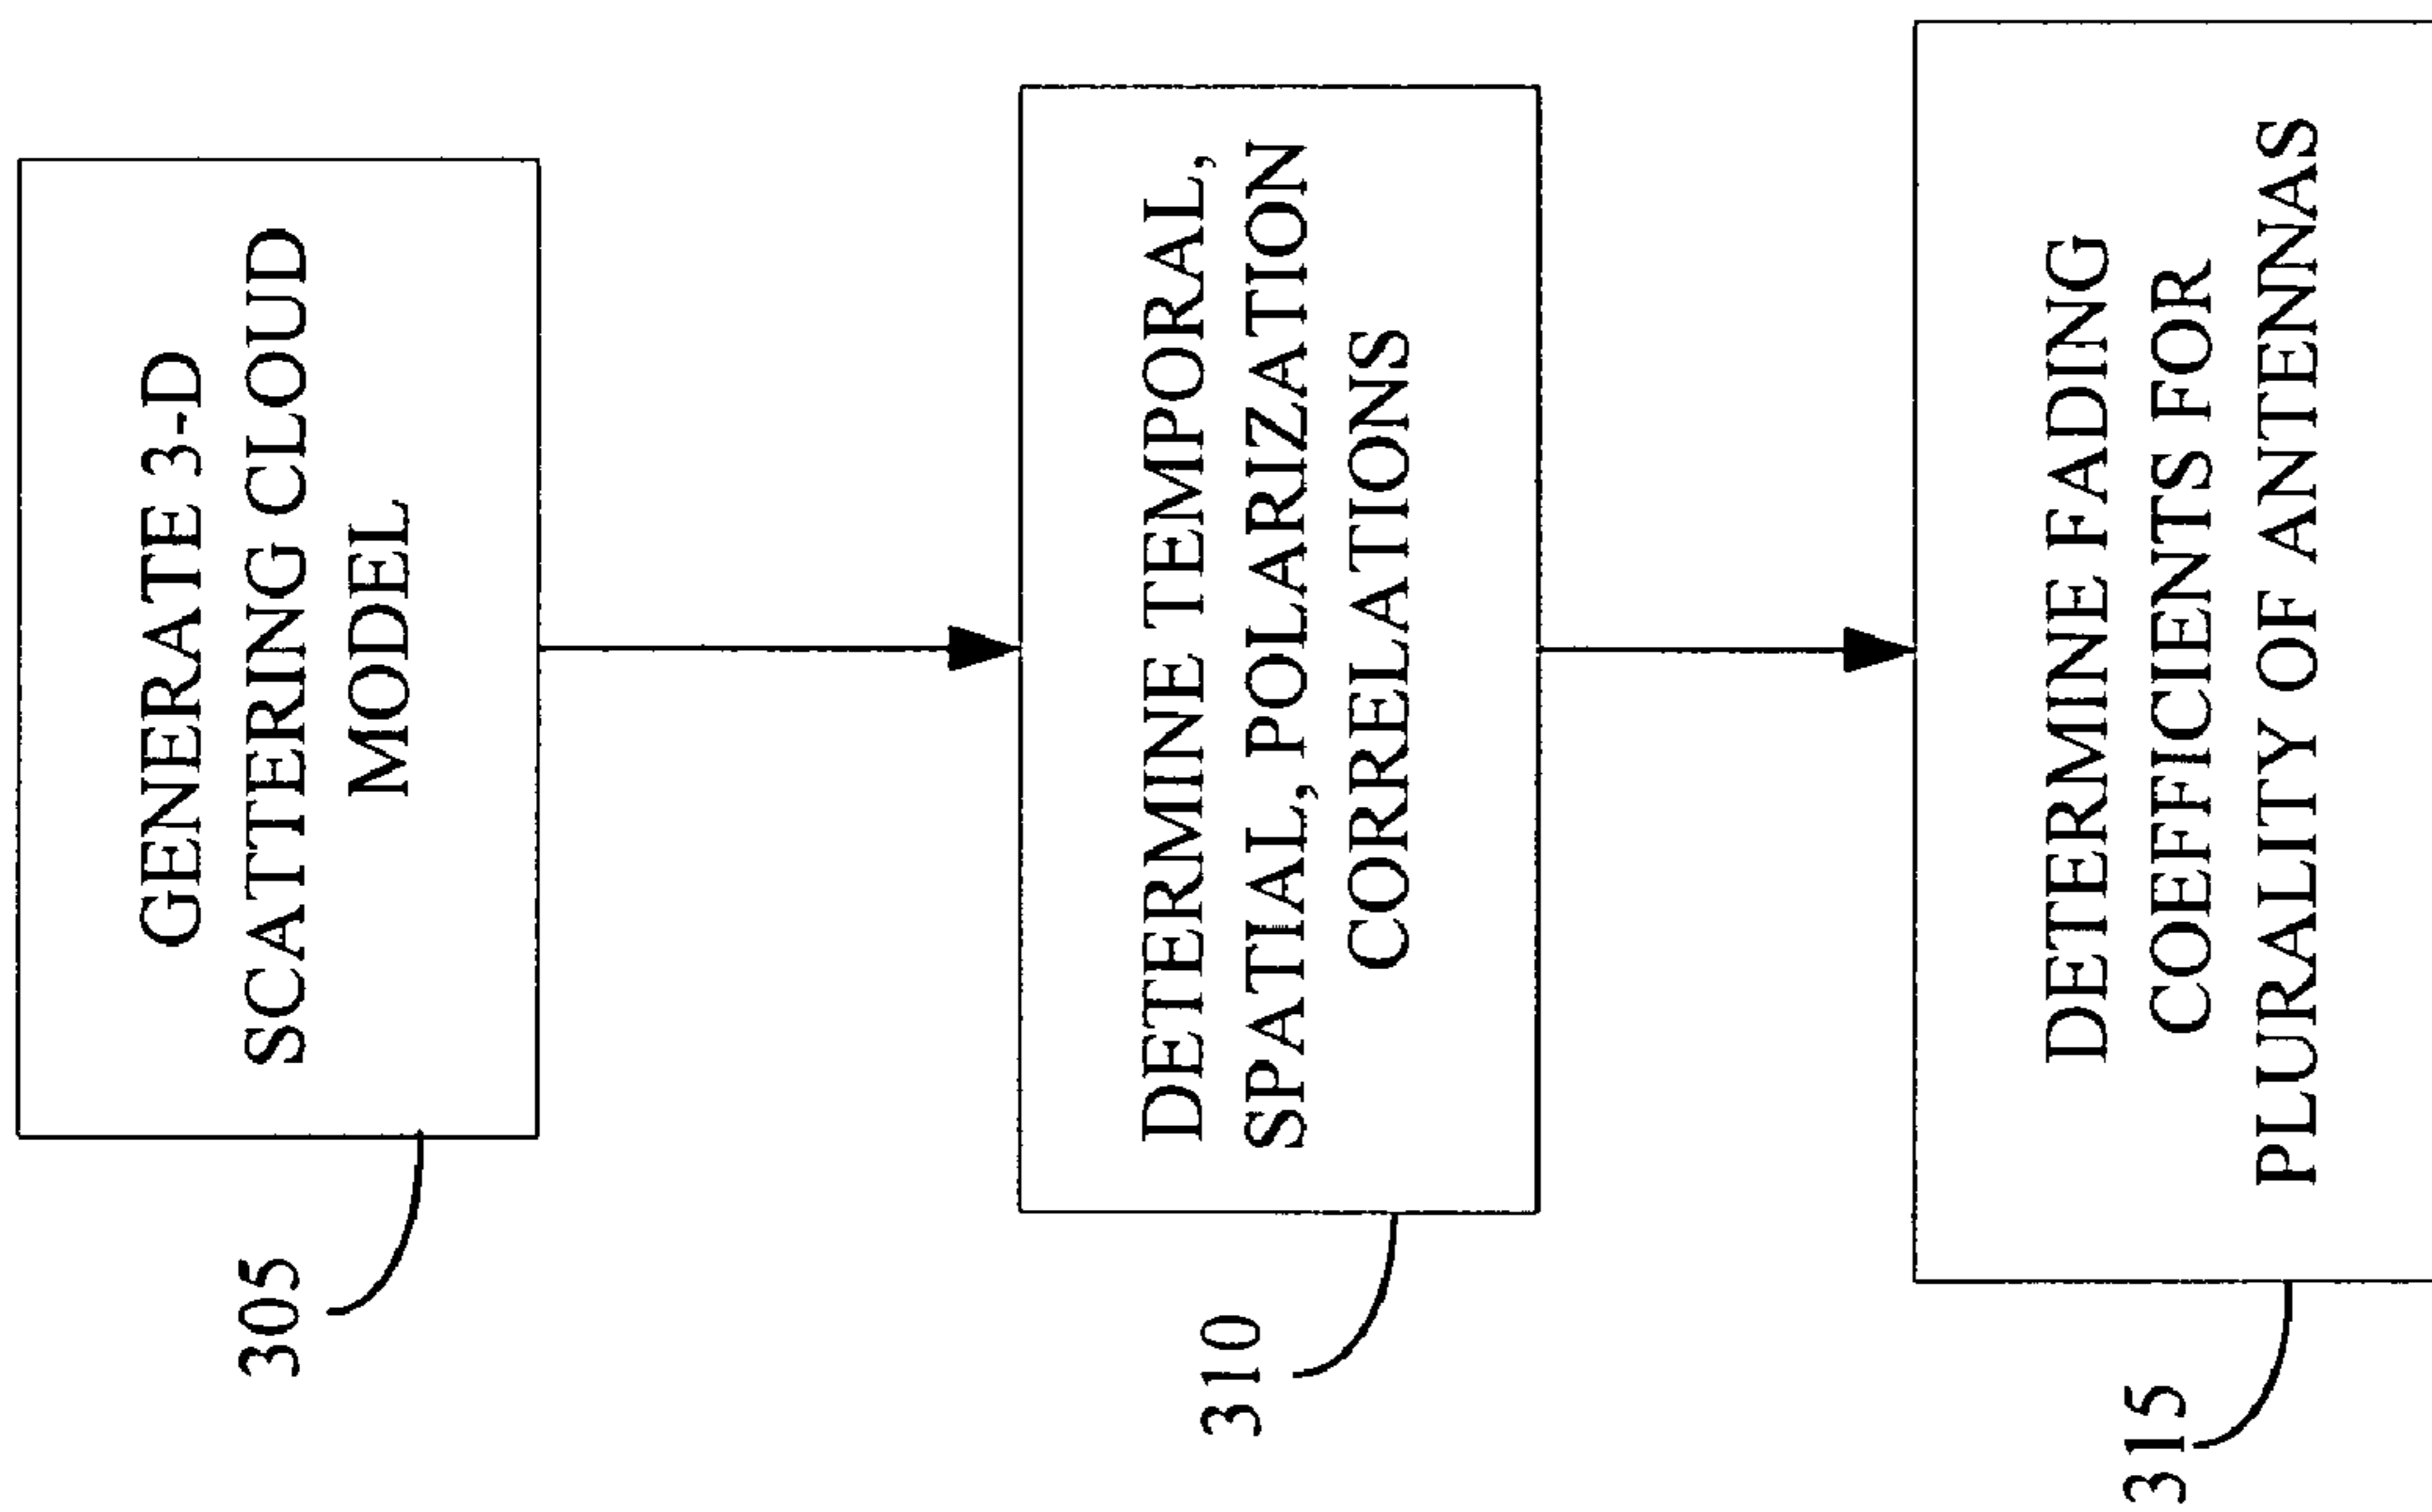 GENERATE 3-D
SCATTERING CLOUD
MODEL
305
DETERMINE TEMPORAL,
SPATIAL, POLARIZATION
CORRELATIONS
310
DETERMINE FADING
COEFFICIENTS FOR
PLURALITY OF ANTENNAS
315